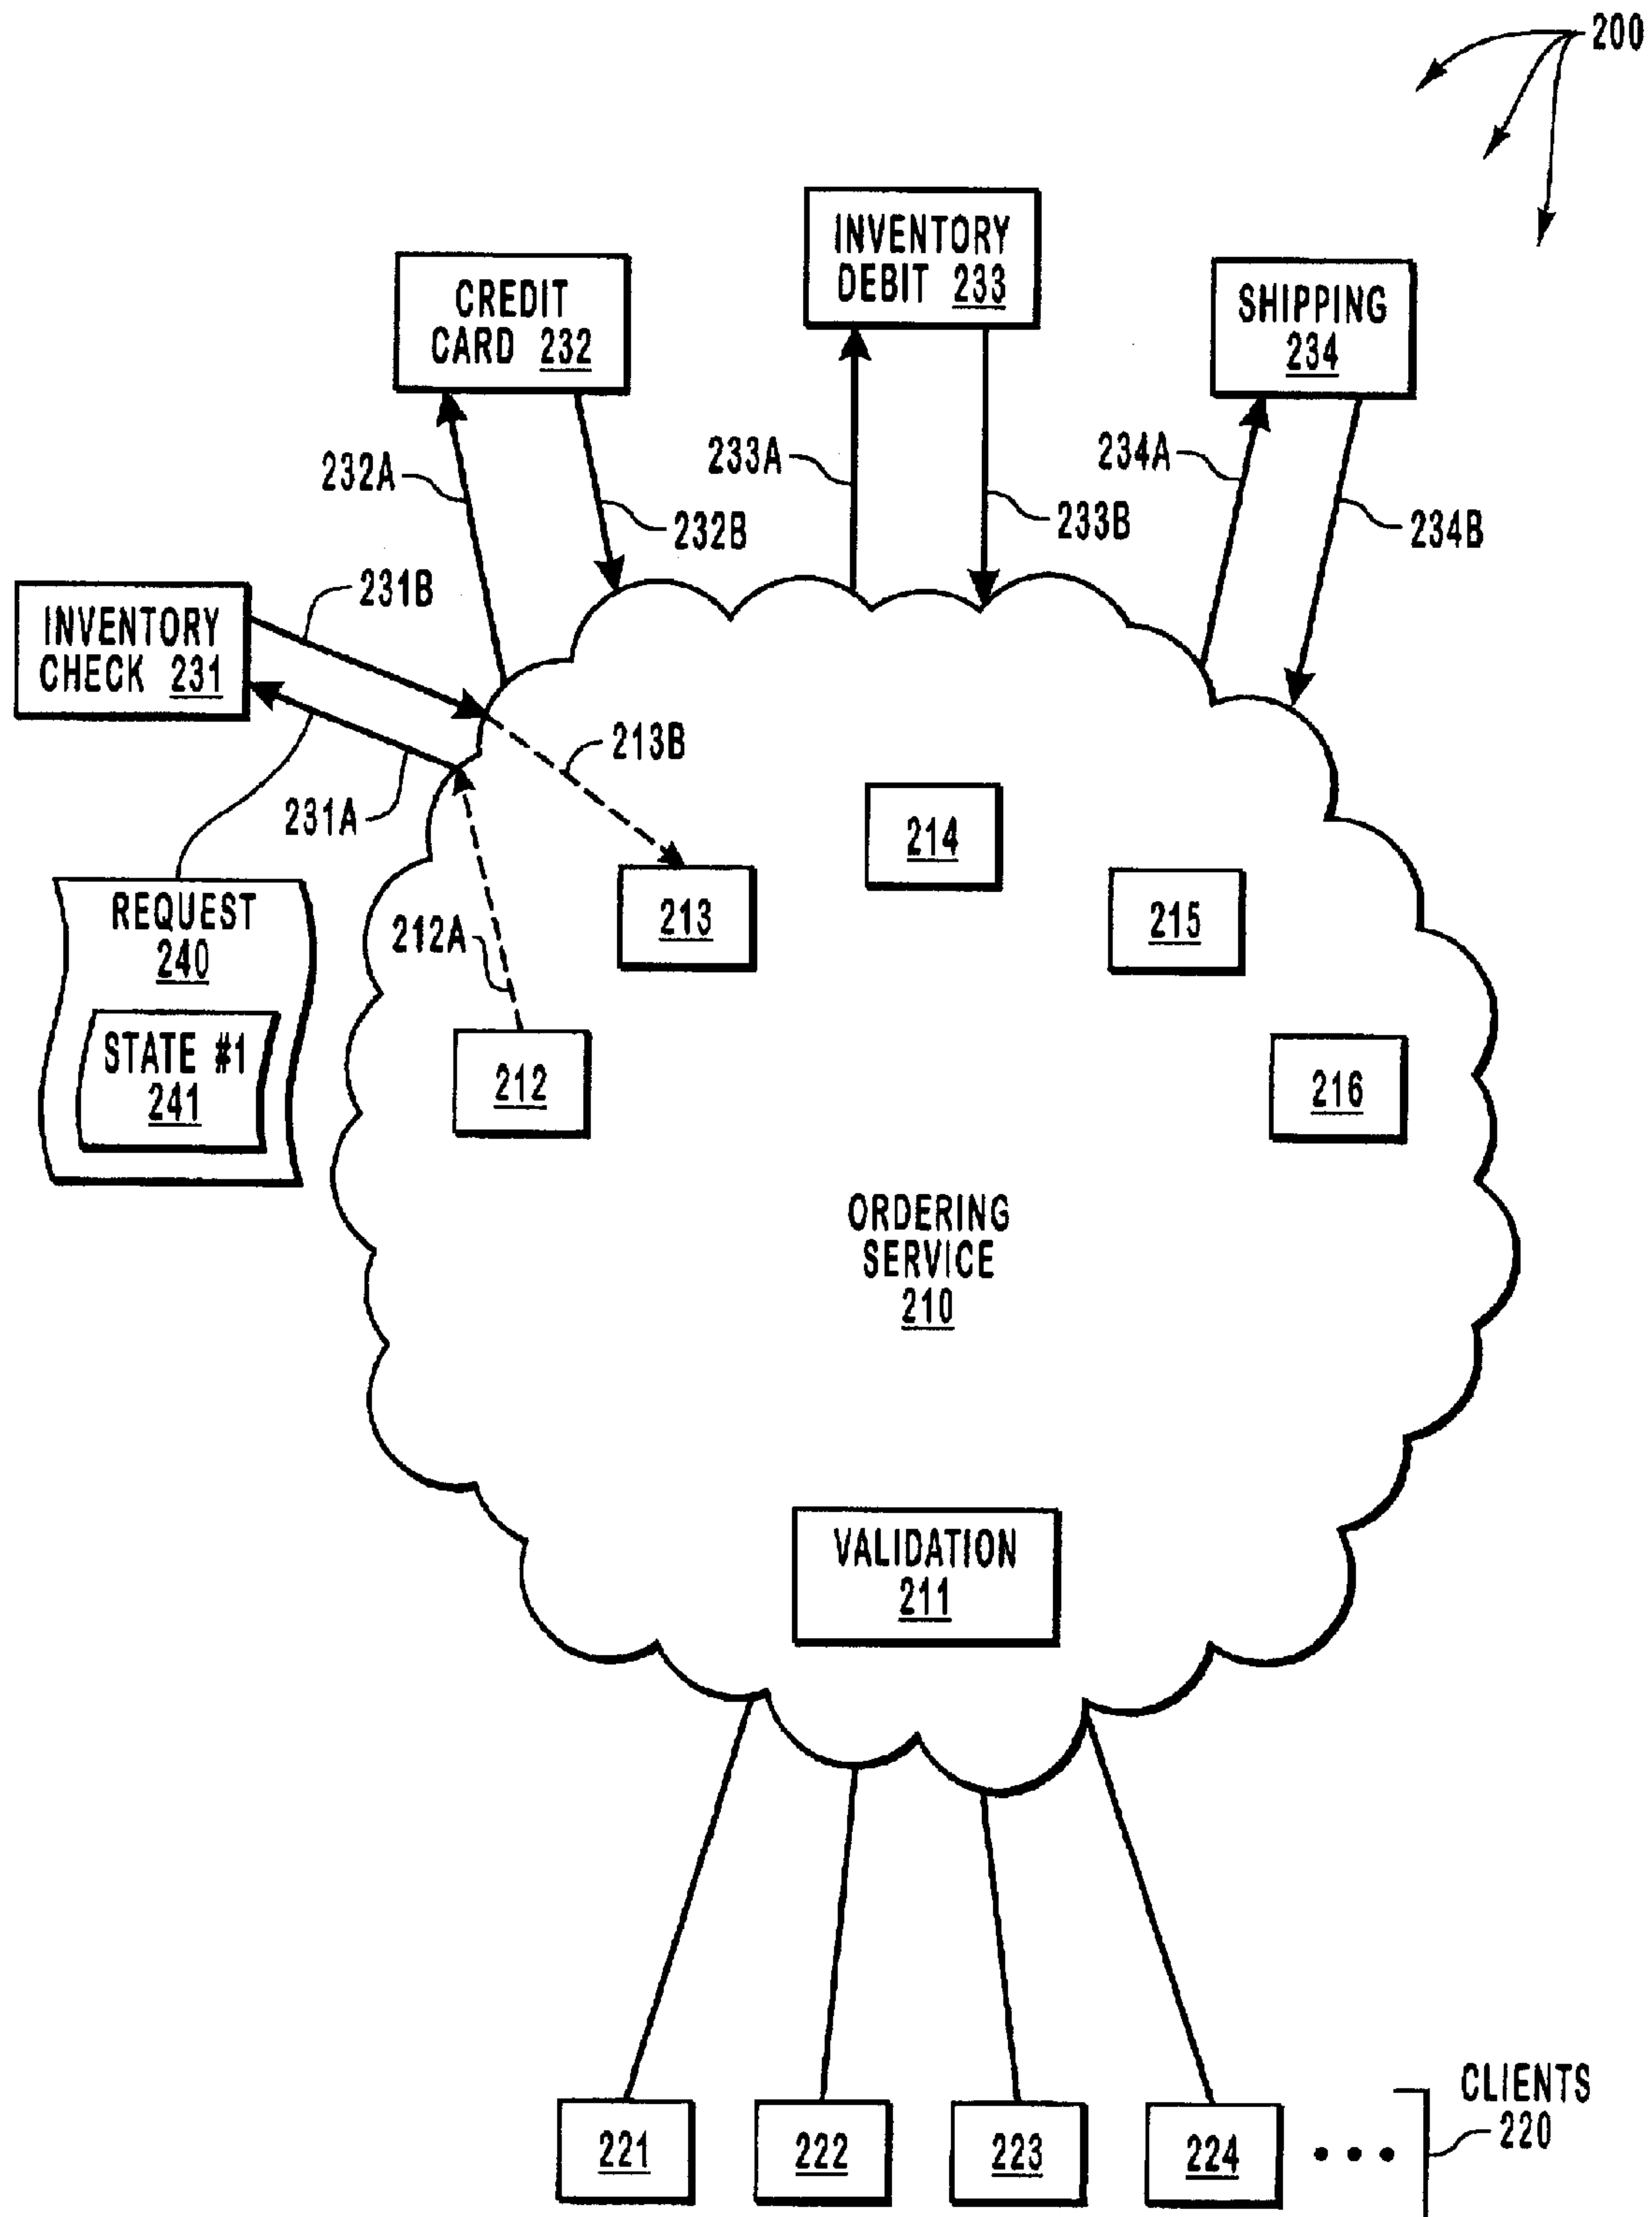 200
INVENTORY
DEBIT 233
CREDIT
CARD 232
SHIPPING
234
232A
232B
233A
233B
234A
234B
INVENTORY
CHECK 231
231B
231A
213B
212A
REQUEST
240
STATE #1
241
214
213
215
212
216
ORDERING
SERVICE
210
VALIDATION
211
221
222
223
224
• • •
CLIENTS
220